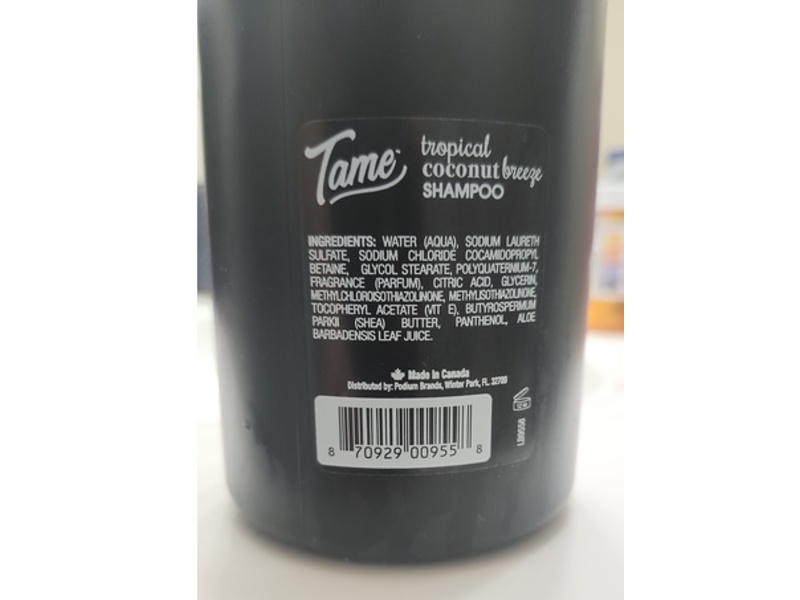 Tame™
tropical
coconut breeze
SHAMPOO
INGREDIENTS: WATER (AQUA), SODIUM LAURETH
SULFATE, SODIUM CHLORIDE COCAMIDOPROPYL
BETAINE, GLYCOL STEARATE, POLYQUATERNIUM-7,
FRAGRANCE (PARFUM), CITRIC ACID, GLYCERIN,
METHYLCHLOROISOTHIAZOLINONE, METHYLISOTHIAZOLINONE,
TOCOPHERYL ACETATE (VIT E), BUTYROSPERMUM
PARKII (SHEA) BUTTER, PANTHENOL, ALOE
BARBADENSIS LEAF JUICE.
Made in Canada
Distributed by: Podium Brands, Winter Park, FL. 32789
8 70929 00955 8